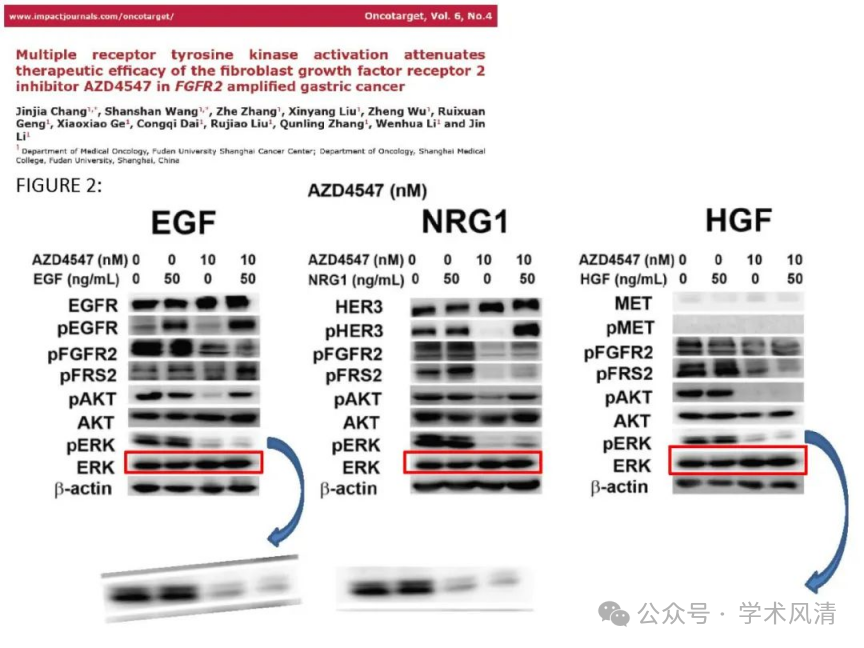 www.impactjournals.com/oncotarget/
Oncotarget, Vol. 6, No.4
Multiple receptor tyrosine kinase activation attenuates
therapeutic efficacy of the fibroblast growth factor receptor 2
inhibitor AZD4547 in FGFR2 amplified gastric cancer
Jinjia Chang1,*, Shanshan Wang1,*, Zhe Zhang1, Xinyang Liu1, Zheng Wu1, Ruixuan
Geng1, Xiaoxiao Ge1, Congqi Dai1, Rujiao Liu1, Qunling Zhang1, Wenhua Li1 and Jin
Li1
1 Department of Medical Oncology, Fudan University Shanghai Cancer Center; Department of Oncology, Shanghai Medical
College, Fudan University, Shanghai, China
FIGURE 2:
AZD4547 (nM)
EGF
AZD4547 (nM) 0 0 10 10
EGF (ng/mL) 0 50 0 50
EGFR
pEGFR
pFGFR2
pFRS2
pAKT
AKT
pERK
ERK
β-actin
NRG1
AZD4547 (nM) 0 0 10 10
NRG1 (ng/mL) 0 50 0 50
HER3
pHER3
pFGFR2
pFRS2
pAKT
AKT
pERK
ERK
β-actin
HGF
AZD4547 (nM) 0 0 10 10
HGF (ng/mL) 0 50 0 50
MET
pMET
pFGFR2
pFRS2
pAKT
AKT
pERK
ERK
β-actin
公众号 · 学术风清